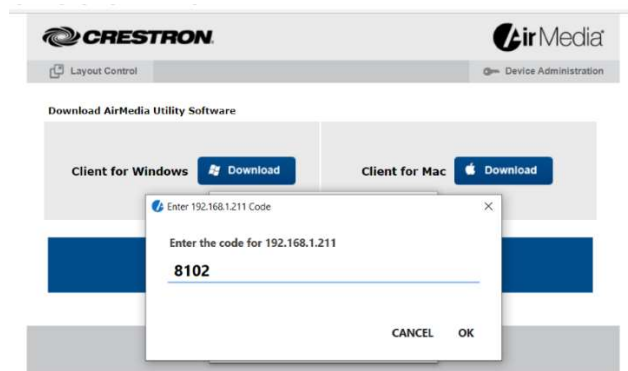 CRESTRON
AirMedia
Layout Control
Device Administration
Download AirMedia Utility Software
Client for Windows
Download
Client for Mac
Download
Enter 192.168.1.211 Code
Enter the code for 192.168.1.211
8102
CANCEL
OK